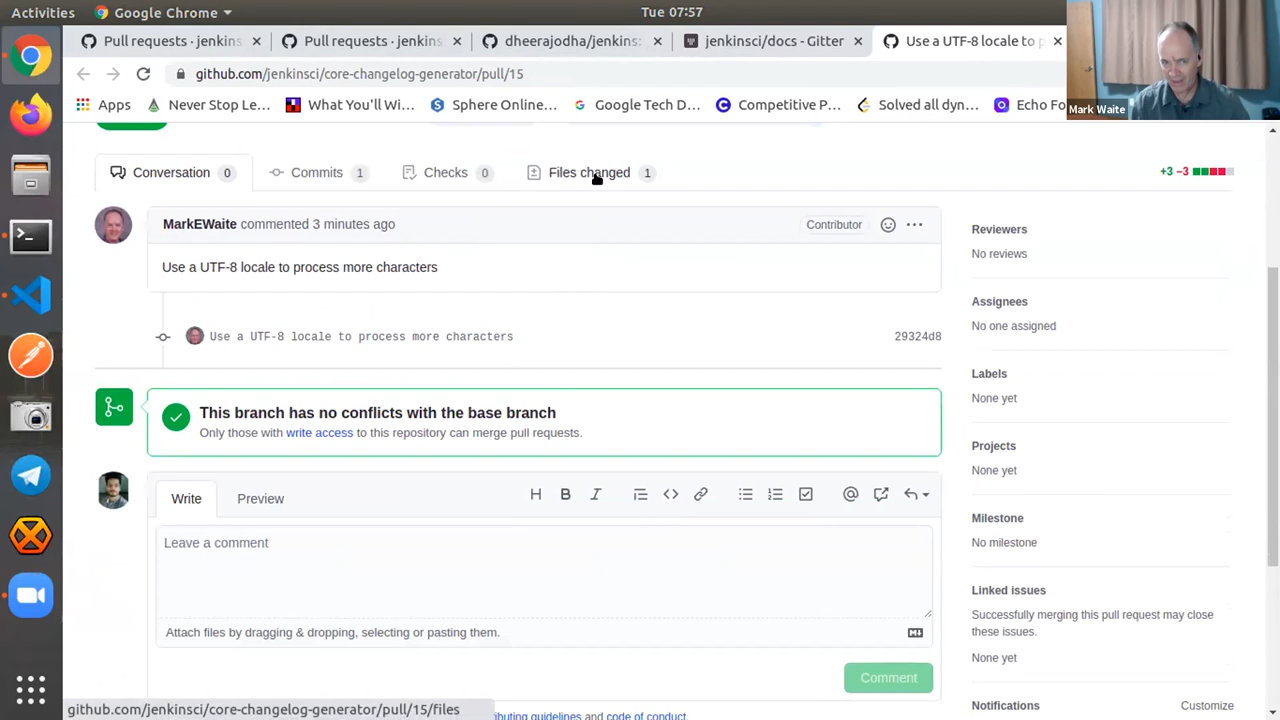 Activities
Google Chrome
Tue 07:57
Pull requests · jenkins
Pull requests · jenkins
dheerajodha/jenkins:
jenkinsci/docs - Gitter
Use a UTF-8 locale to p
github.com/jenkinsci/core-changelog-generator/pull/15
Apps
Never Stop Le...
What You'll Wi...
Sphere Online...
Google Tech D...
Competitive P...
Solved all dyn...
Echo Fo
Mark Waite
Conversation 0
Commits 1
Checks 0
Files changed 1
+3 −3
MarkEWaite commented 3 minutes ago
Contributor
Use a UTF-8 locale to process more characters
Use a UTF-8 locale to process more characters
29324d8
This branch has no conflicts with the base branch
Only those with write access to this repository can merge pull requests.
Write
Preview
Leave a comment
Attach files by dragging & dropping, selecting or pasting them.
Comment
Reviewers
No reviews
Assignees
No one assigned
Labels
None yet
Projects
None yet
Milestone
No milestone
Linked issues
Successfully merging this pull request may close
these issues.
None yet
Notifications
Customize
github.com/jenkinsci/core-changelog-generator/pull/15/files
guidelines and code of conduct.